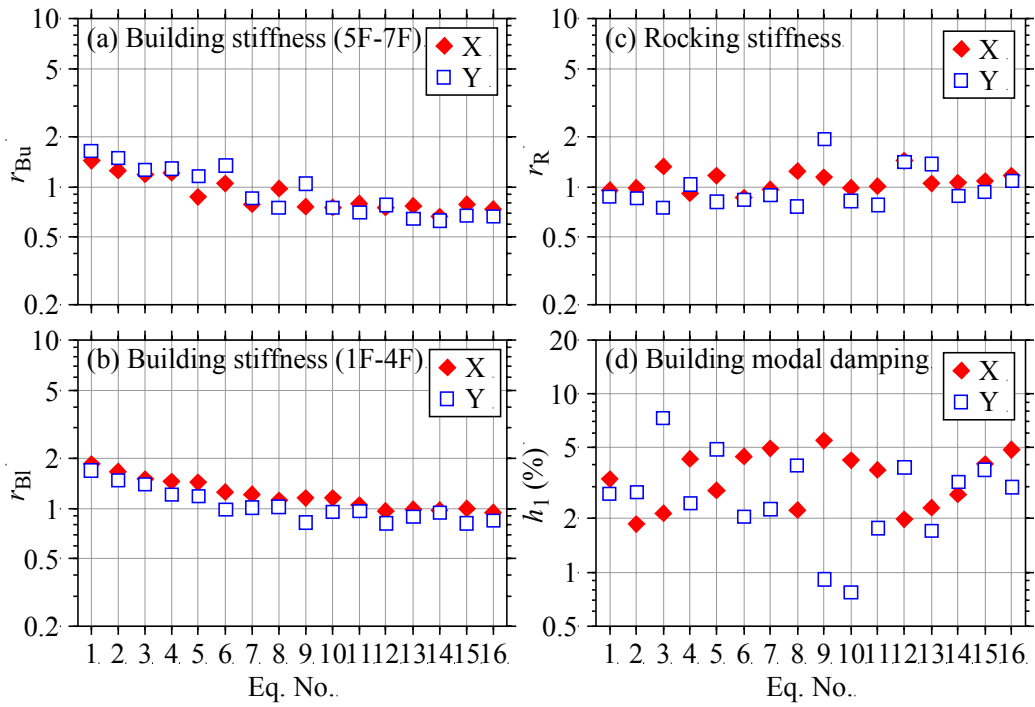 (a) Building stiffness (5F-7F)
X
Y
10
5
2
1
0.5
0.2
rBu
(c) Rocking stiffness
X
Y
10
5
2
1
0.5
0.2
rR
(b) Building stiffness (1F-4F)
X
Y
10
5
2
1
0.5
0.2
rBl
1 2 3 4 5 6 7 8 9 10 11 12 13 14 15 16
Eq. No.
(d) Building modal damping
X
Y
20
10
5
2
1
0.5
h1 (%)
1 2 3 4 5 6 7 8 9 10 11 12 13 14 15 16
Eq. No.